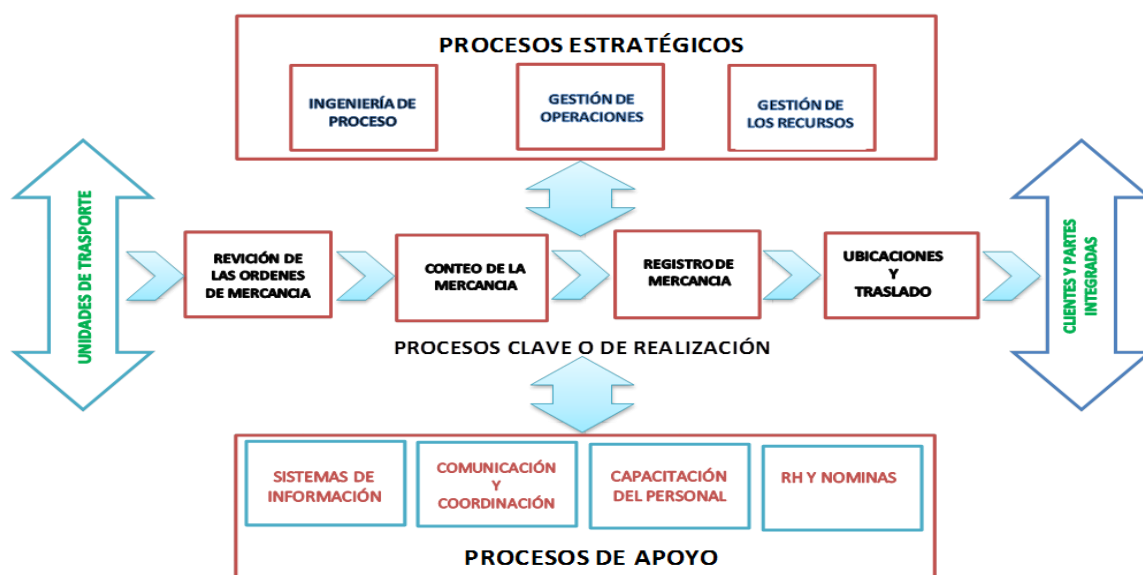 PROCESOS ESTRATÉGICOS
INGENIERÍA DE
PROCESO
GESTIÓN DE
OPERACIONES
GESTIÓN DE
LOS RECURSOS
UNIDADES DE TRASPORTE
REVICIÓN DE
LAS ORDENES
DE MERCANCIA
CONTEO DE LA
MERCANCIA
REGISTRO DE
MERCANCIA
UBICACIONES
Y
TRASLADO
CLIENTES Y PARTES
INTEGRADAS
PROCESOS CLAVE O DE REALIZACIÓN
SISTEMAS DE
INFORMACIÓN
COMUNICACIÓN
Y
COORDINACIÓN
CAPACITACIÓN
DEL PERSONAL
RH Y NOMINAS
PROCESOS DE APOYO